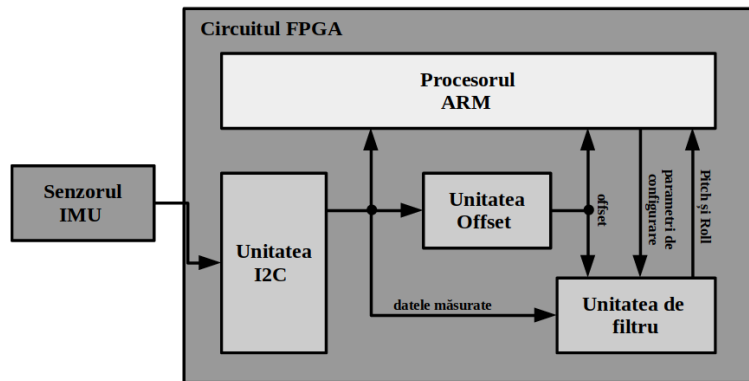 Circuitul FPGA
Procesorul
ARM
Senzorul
IMU
Unitatea
I2C
Unitatea
Offset
offset
parametri de
configurare
Pitch și Roll
datele măsurate
Unitatea de
filtru